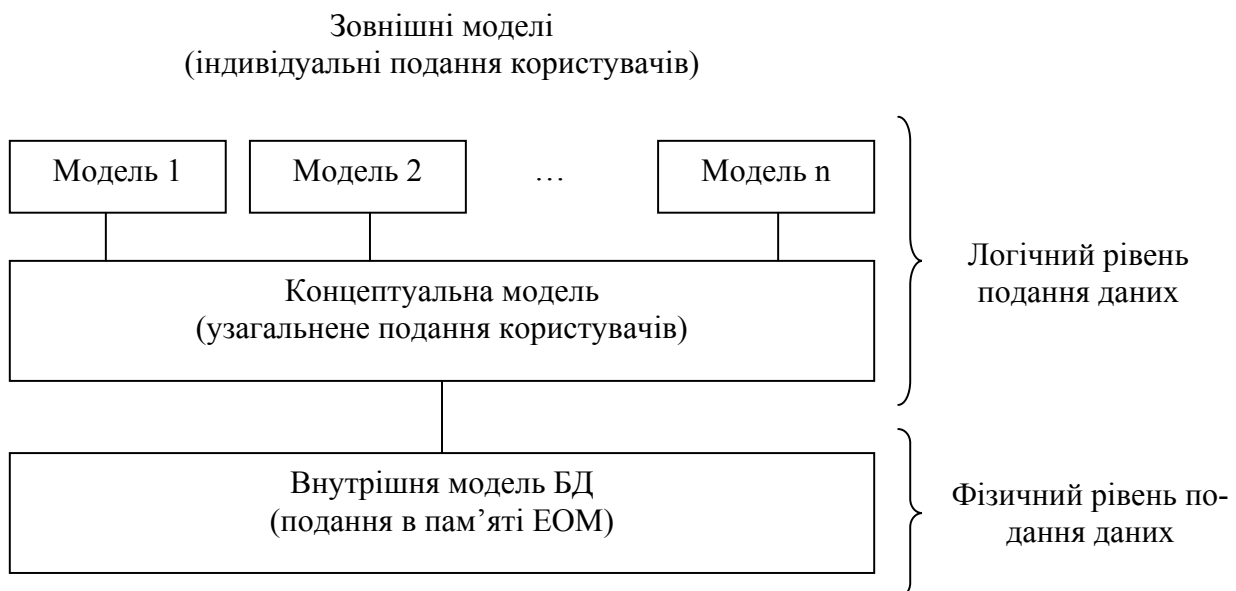 Зовнішні моделі
(індивідуальні подання користувачів)
Модель 1
Модель 2
…
Модель n
Концептуальна модель
(узагальнене подання користувачів)
Логічний рівень
подання даних
Внутрішня модель БД
(подання в пам’яті ЕОМ)
Фізичний рівень по-
дання даних